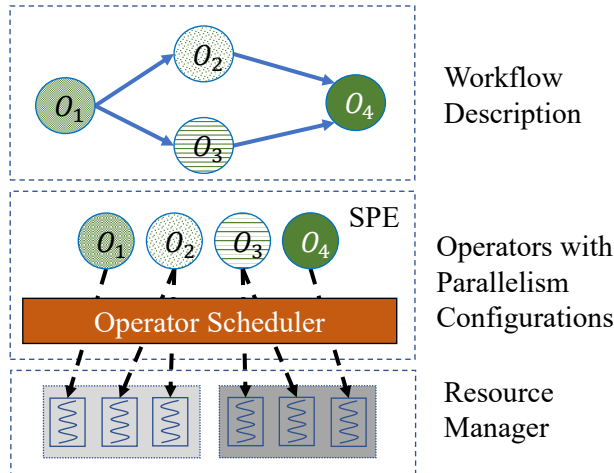 O₂
O₁
O₄
O₃
Workflow
Description
SPE
O₁ O₂ O₃ O₄
Operator Scheduler
Operators with
Parallelism
Configurations
Resource
Manager